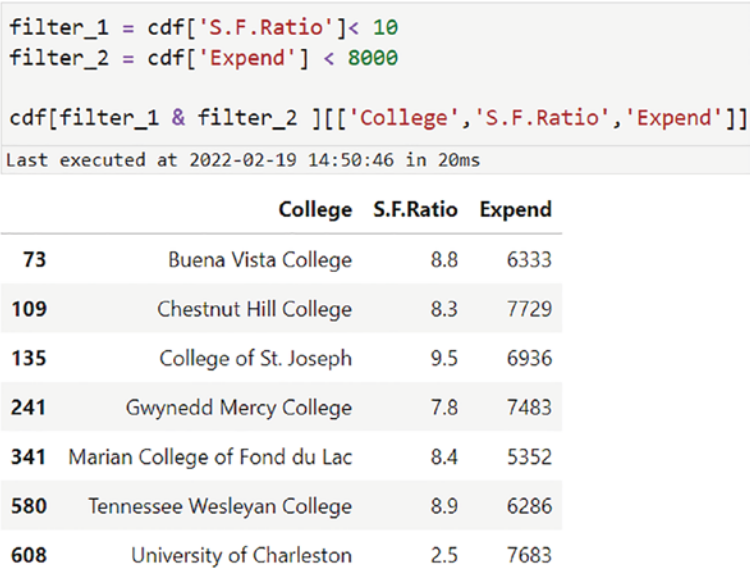 filter_1 = cdf['S.F.Ratio']< 10
filter_2 = cdf['Expend'] < 8000
cdf[filter_1 & filter_2 ][['College','S.F.Ratio','Expend']]
Last executed at 2022-02-19 14:50:46 in 20ms
College S.F.Ratio Expend
73 Buena Vista College 8.8 6333
109 Chestnut Hill College 8.3 7729
135 College of St. Joseph 9.5 6936
241 Gwynedd Mercy College 7.8 7483
341 Marian College of Fond du Lac 8.4 5352
580 Tennessee Wesleyan College 8.9 6286
608 University of Charleston 2.5 7683